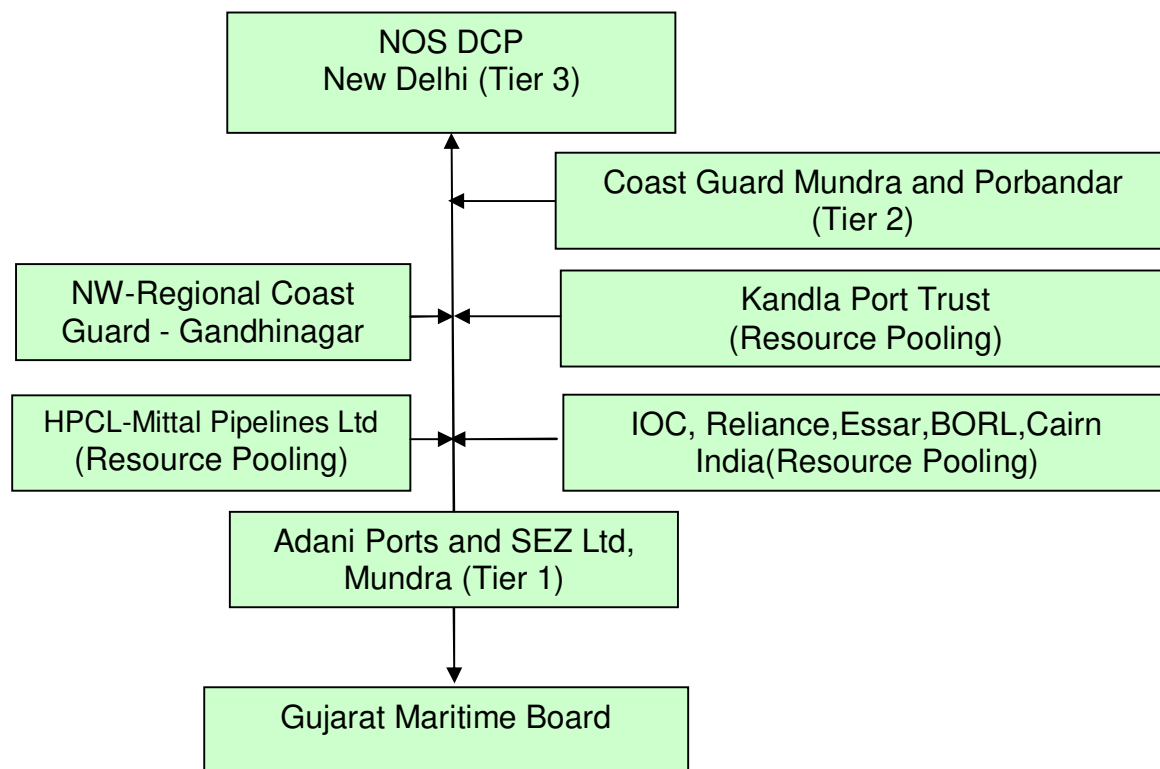 NOS DCP
New Delhi (Tier 3)
Coast Guard Mundra and Porbandar
(Tier 2)
NW-Regional Coast
Guard - Gandhinagar
Kandla Port Trust
(Resource Pooling)
HPCL-Mittal Pipelines Ltd
(Resource Pooling)
IOC, Reliance,Essar,BORL,Cairn
India(Resource Pooling)
Adani Ports and SEZ Ltd,
Mundra (Tier 1)
Gujarat Maritime Board